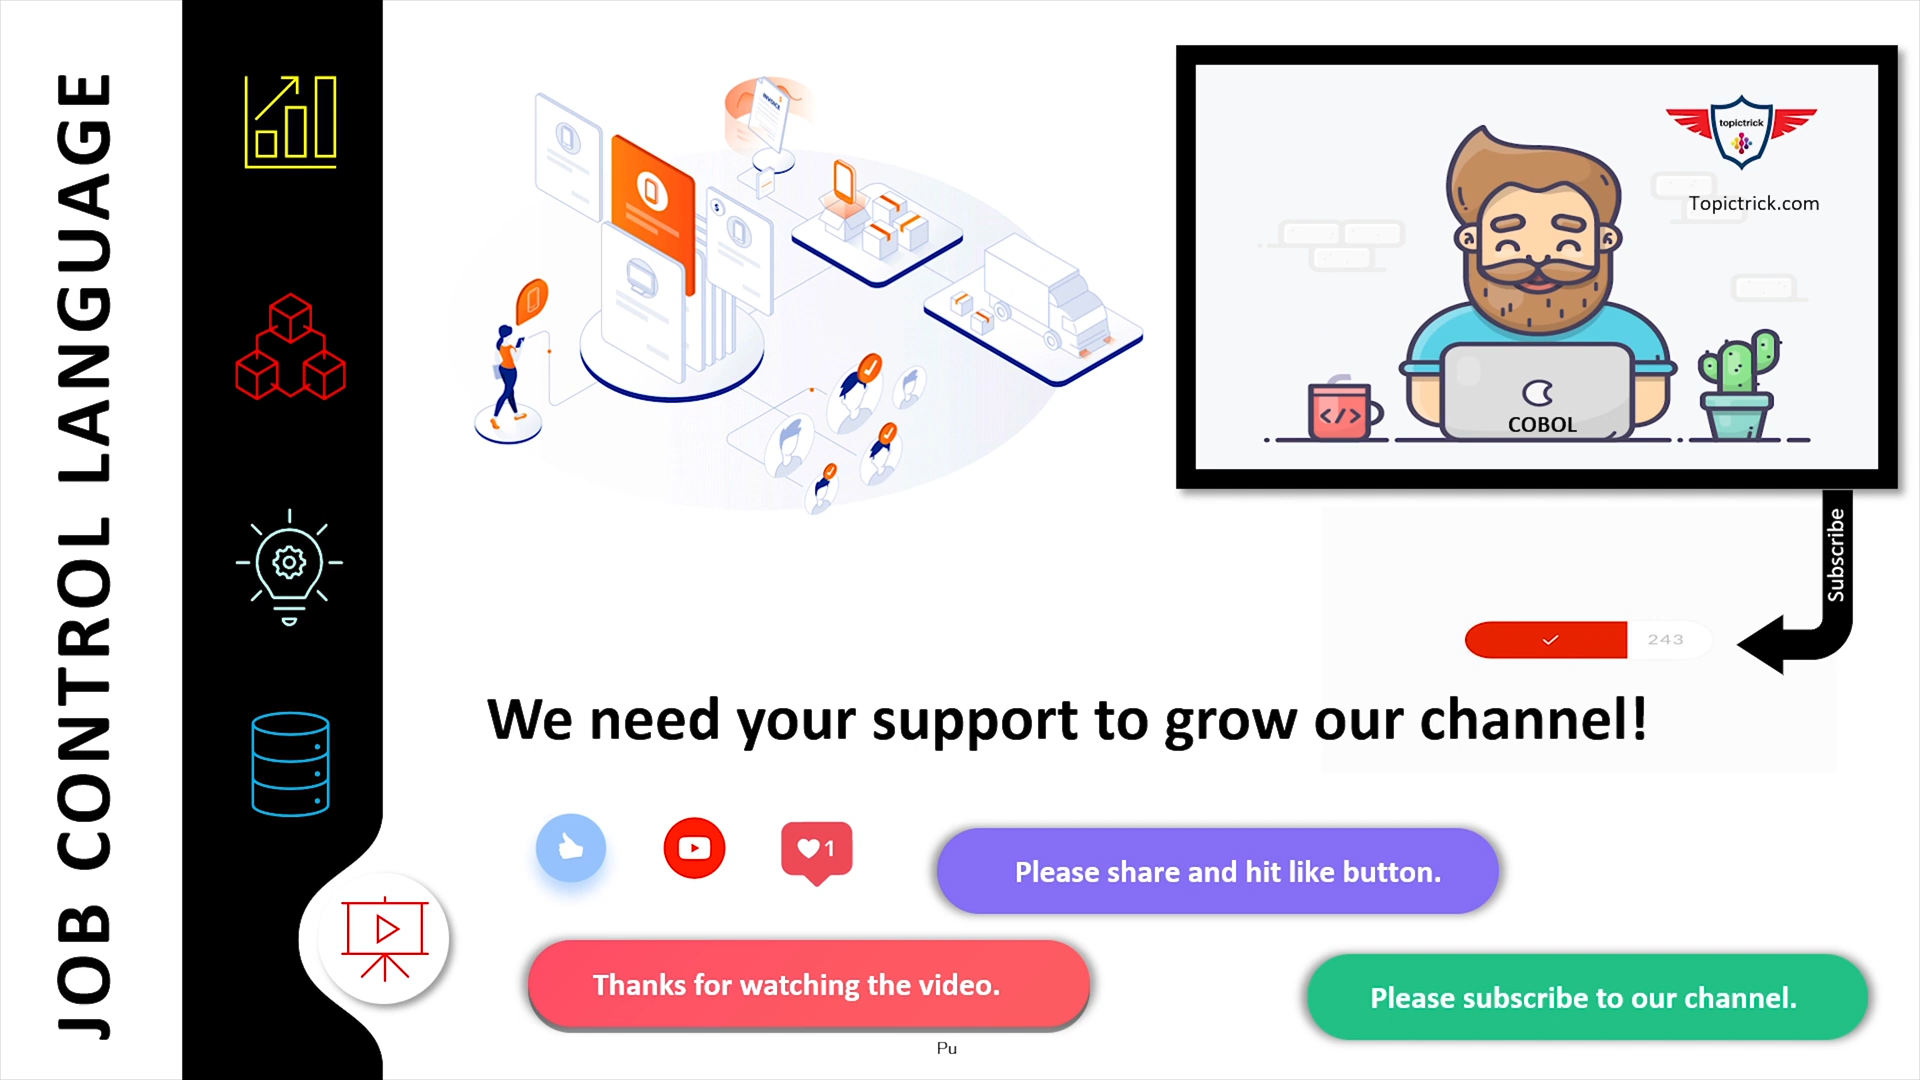 JOB CONTROL LANGUAGE
INVOICE
topictrick
Topictrick.com
</>
COBOL
Subscribe
243
We need your support to grow our channel!
1
Please share and hit like button.
Thanks for watching the video.
Please subscribe to our channel.
Pu